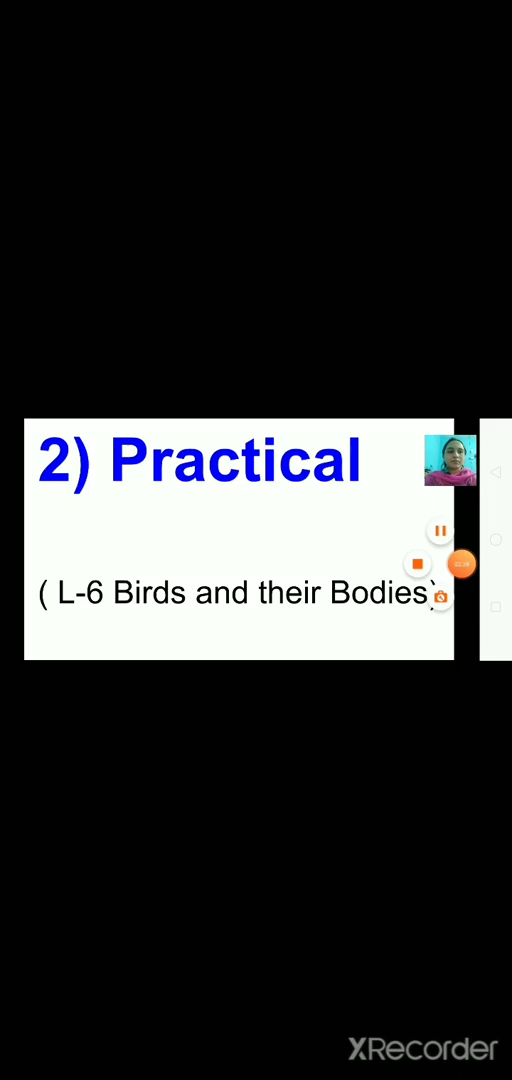 2) Practical
( L-6 Birds and their Bodies)
XRecorder